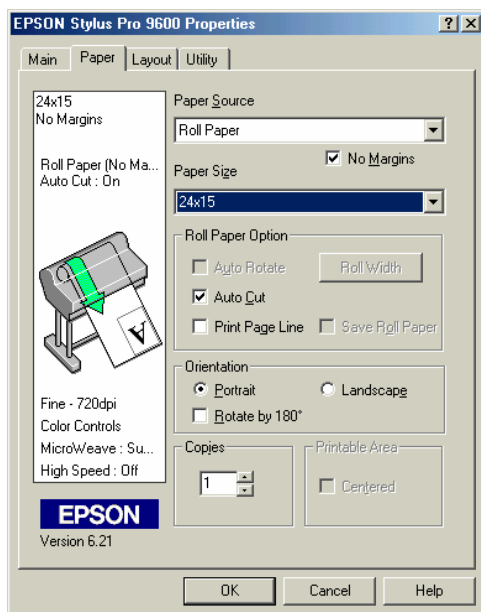 EPSON Stylus Pro 9600 Properties
Main Paper Layout Utility
24x15
No Margins
Roll Paper (No Ma...
Auto Cut : On
A
Fine - 720dpi
Color Controls
MicroWeave : Su...
High Speed : Off
EPSON
Version 6.21
Paper Source
Roll Paper
No Margins
Paper Size
24x15
Roll Paper Option
Auto Rotate Roll Width
Auto Cut
Print Page Line Save Roll Paper
Orientation
Portrait Landscape
Rotate by 180°
Copies
1
Printable Area
Centered
OK Cancel Help